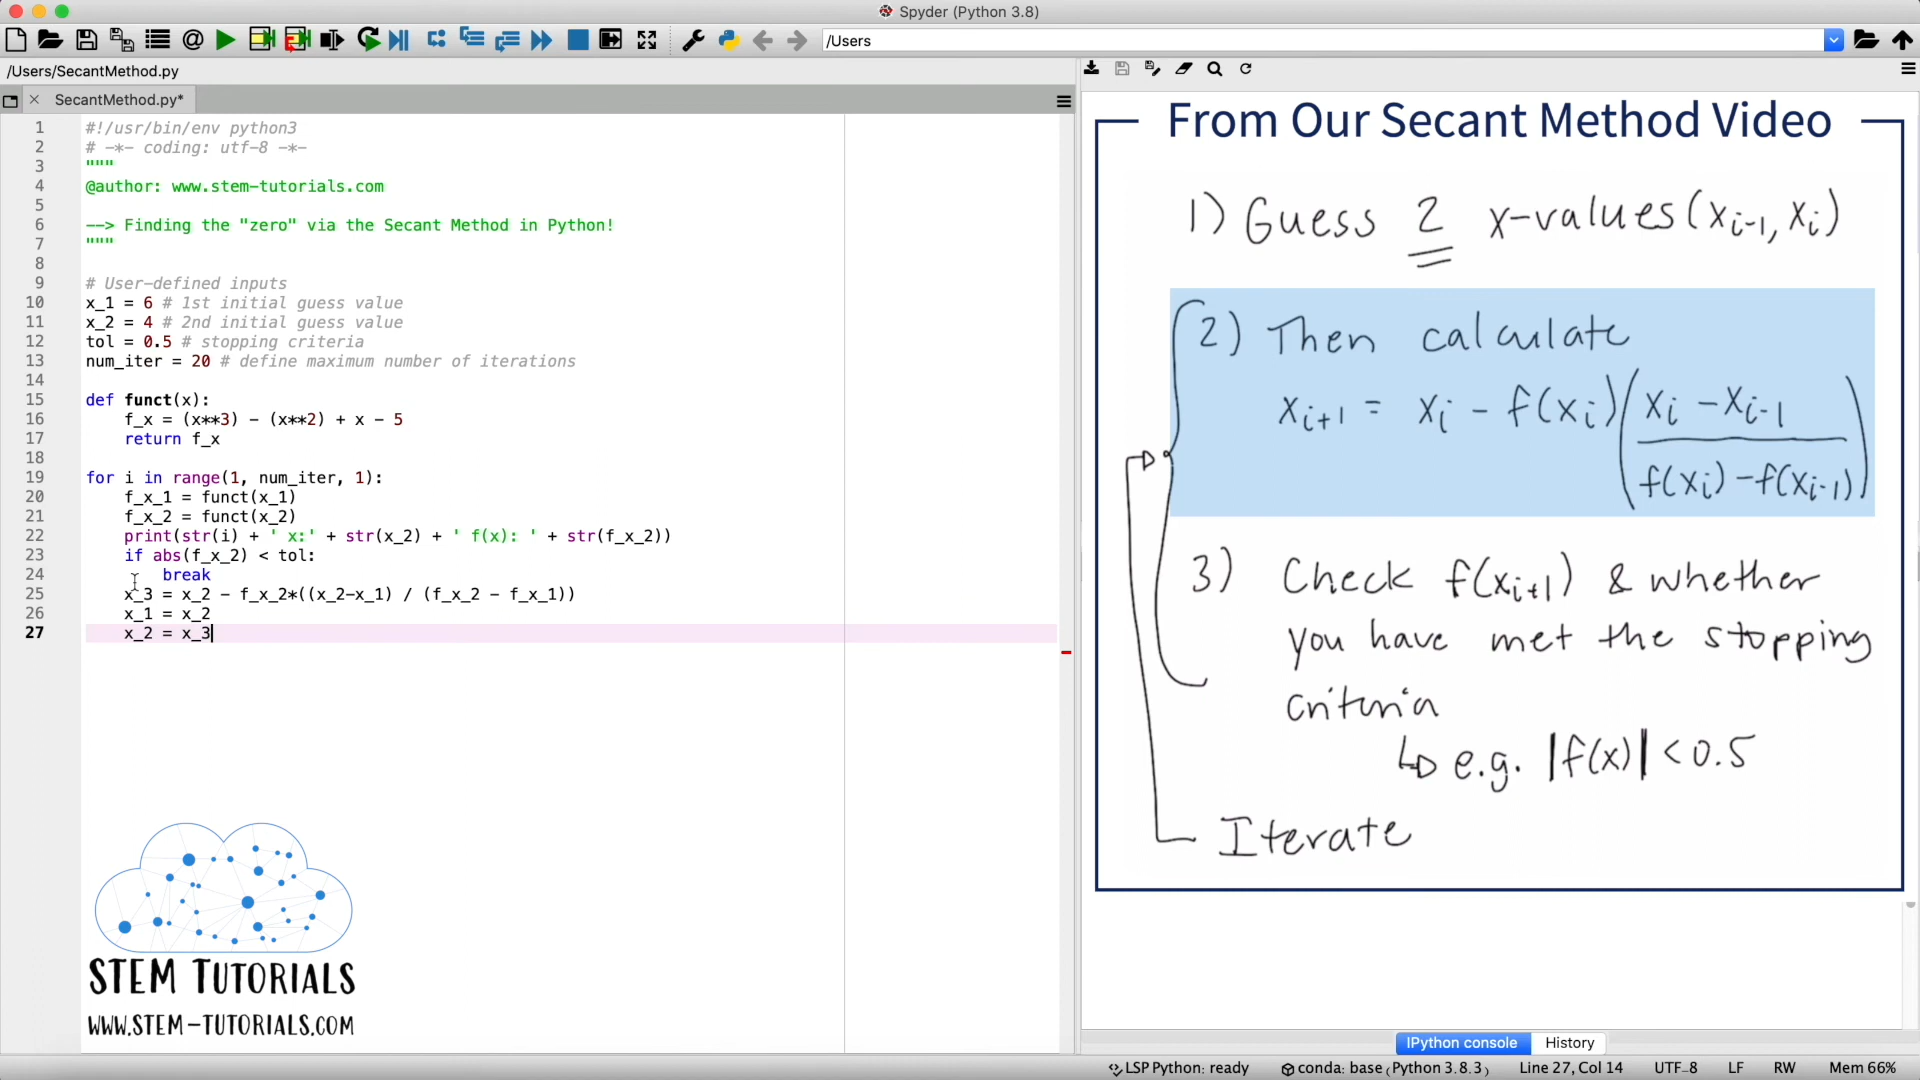 Spyder (Python 3.8)
/Users
/Users/SecantMethod.py
SecantMethod.py*
1 #!/usr/bin/env python3
2 # -*- coding: utf-8 -*-
3 """
4 @author: www.stem-tutorials.com
5
6 --> Finding the "zero" via the Secant Method in Python!
7 """
8
9 # User-defined inputs
10 x_1 = 6 # 1st initial guess value
11 x_2 = 4 # 2nd initial guess value
12 tol = 0.5 # stopping criteria
13 num_iter = 20 # define maximum number of iterations
14
15 def funct(x):
16 f_x = (x**3) - (x**2) + x - 5
17 return f_x
18
19 for i in range(1, num_iter, 1):
20 f_x_1 = funct(x_1)
21 f_x_2 = funct(x_2)
22 print(str(i) + ' x:' + str(x_2) + ' f(x): ' + str(f_x_2))
23 if abs(f_x_2) < tol:
24 break
25 x_3 = x_2 - f_x_2*((x_2-x_1) / (f_x_2 - f_x_1))
26 x_1 = x_2
27 x_2 = x_3
STEM TUTORIALS
WWW.STEM-TUTORIALS.COM
From Our Secant Method Video
1) Guess 2 x-values (xi-1, xi)
2) Then calculate
xi+1 = xi - f(xi) (xi - xi-1 / f(xi) - f(xi-1))
3) Check f(xi+1) & whether
you have met the stopping
criteria
e.g. |f(x)| < 0.5
Iterate
IPython console History
LSP Python: ready conda: base (Python 3.8.3) Line 27, Col 14 UTF-8 LF RW Mem 66%